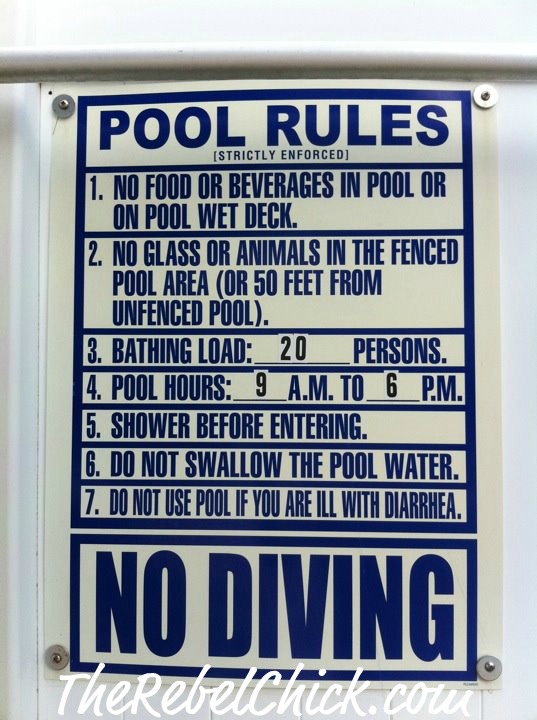 POOL RULES
[STRICTLY ENFORCED]
1. NO FOOD OR BEVERAGES IN POOL OR
ON POOL WET DECK.
2. NO GLASS OR ANIMALS IN THE FENCED
POOL AREA (OR 50 FEET FROM
UNFENCED POOL).
3. BATHING LOAD: 20 PERSONS.
4. POOL HOURS: 9 A.M. TO 6 P.M.
5. SHOWER BEFORE ENTERING.
6. DO NOT SWALLOW THE POOL WATER.
7. DO NOT USE POOL IF YOU ARE ILL WITH DIARRHEA.
NO DIVING
TheRebelChick.com